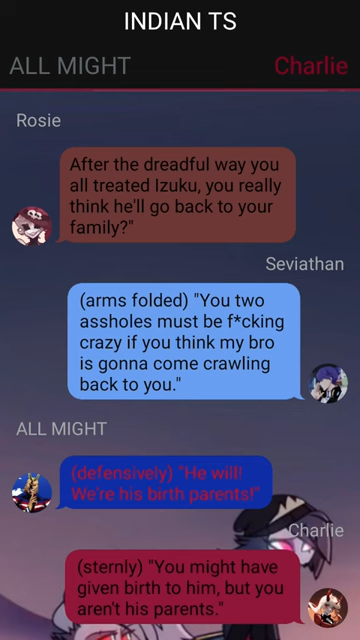 INDIAN TS
ALL MIGHT Charlie
Rosie
After the dreadful way you
all treated Izuku, you really
think he'll go back to your
family?"
Seviathan
(arms folded) "You two
assholes must be f*cking
crazy if you think my bro
is gonna come crawling
back to you."
ALL MIGHT
(defensively) "He will!
We're his birth parents!"
Charlie
(sternly) "You might have
given birth to him, but you
aren't his parents."